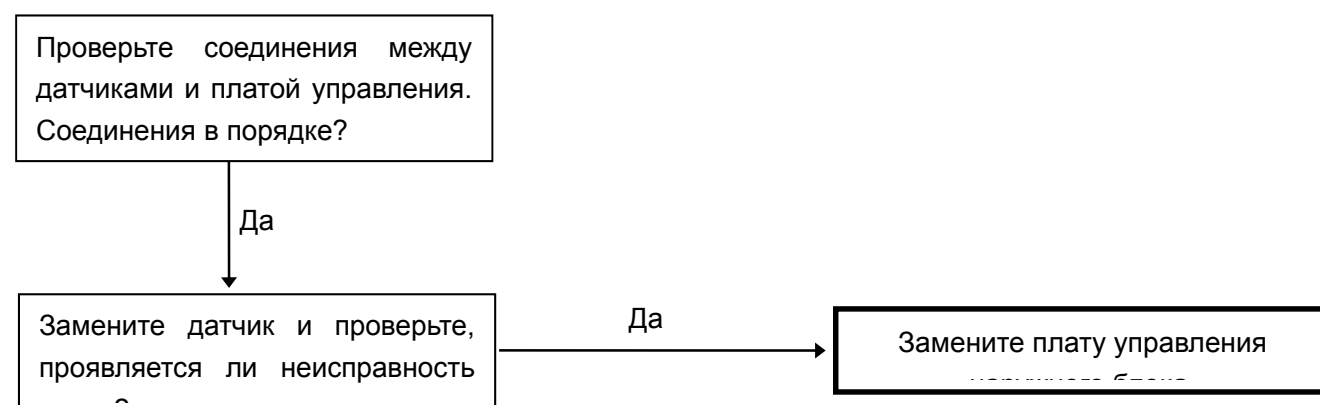 Проверьте соединения между
датчиками и платой управления.
Соединения в порядке?
Да
Замените датчик и проверьте,
проявляется ли неисправность
Да
Замените плату управления